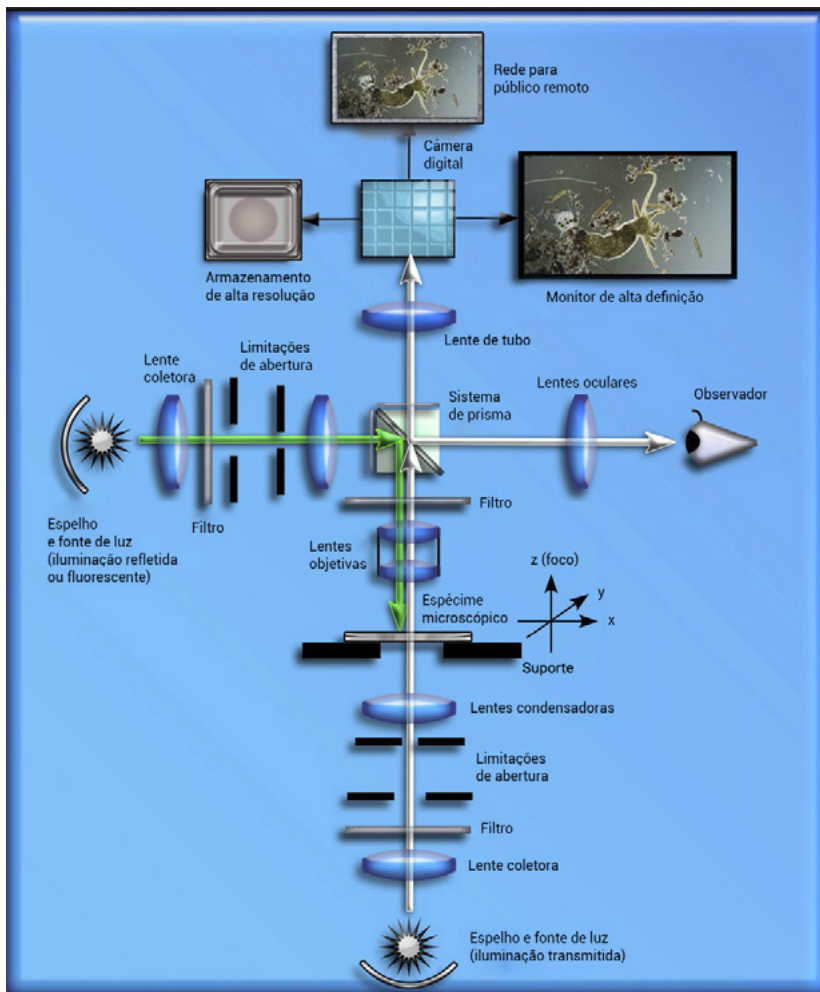 Rede para
público remoto
Câmera
digital
Armazenamento
de alta resolução
Monitor de alta definição
Lente de tubo
Lente
coletora
Limitações
de abertura
Sistema
de prisma
Lentes oculares
Observador
Espelho
e fonte de luz
(iluminação refletida
ou fluorescente)
Filtro
Filtro
Lentes
objetivas
z (foco)
y
x
Espécime
microscópico
Suporte
Lentes condensadoras
Limitações
de abertura
Filtro
Lente coletora
Espelho e fonte de luz
(iluminação transmitida)